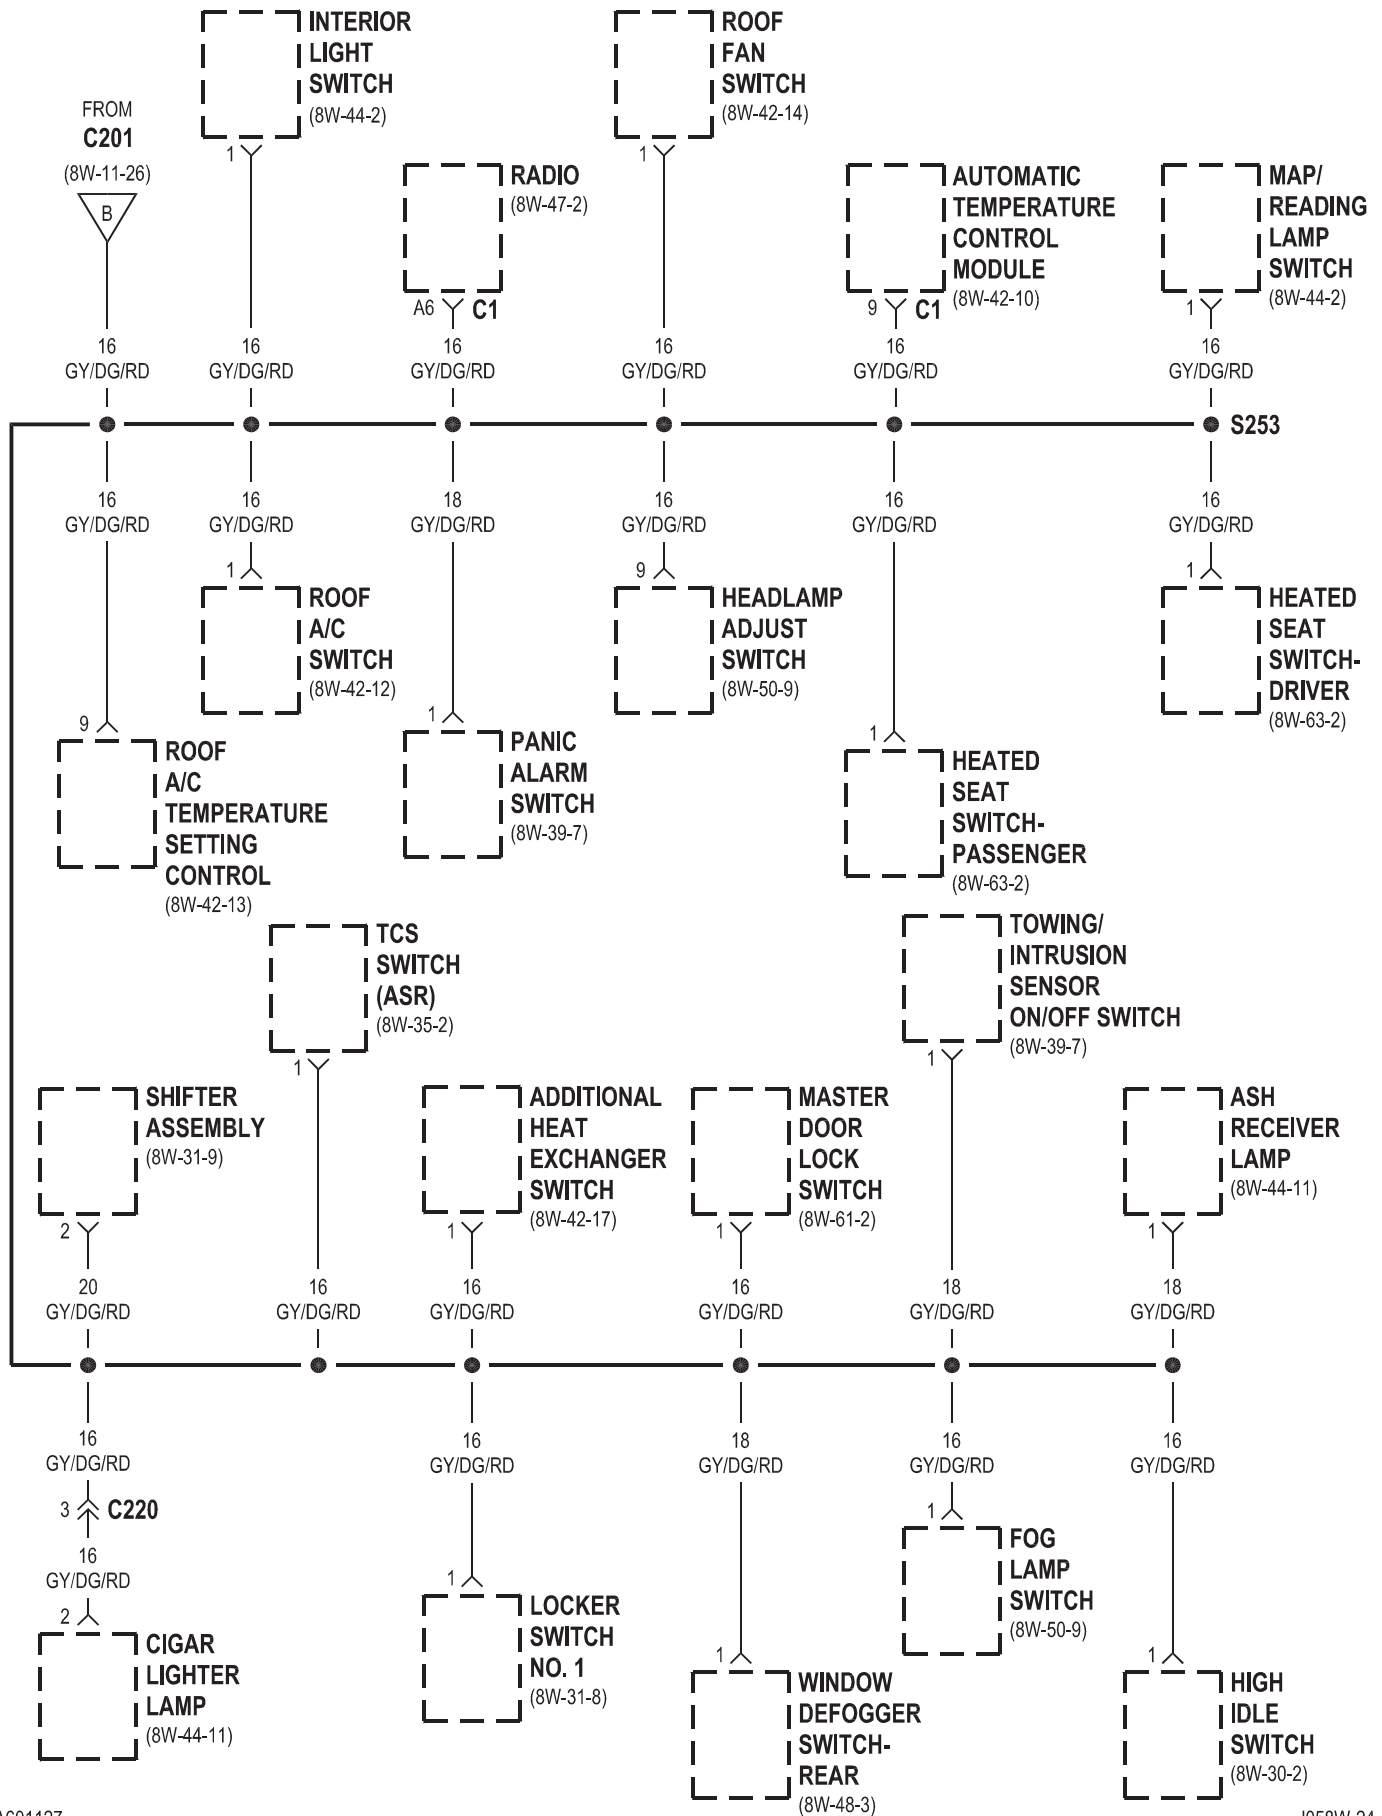 INTERIOR
LIGHT
SWITCH
(8W-44-2)
1
ROOF
FAN
SWITCH
(8W-42-14)
1
FROM
C201
(8W-11-26)
B
RADIO
(8W-47-2)
A6
C1
AUTOMATIC
TEMPERATURE
CONTROL
MODULE
(8W-42-10)
9
C1
MAP/
READING
LAMP
SWITCH
(8W-44-2)
1
16
GY/DG/RD
16
GY/DG/RD
16
GY/DG/RD
16
GY/DG/RD
16
GY/DG/RD
16
GY/DG/RD
S253
16
GY/DG/RD
16
GY/DG/RD
18
GY/DG/RD
16
GY/DG/RD
16
GY/DG/RD
16
GY/DG/RD
1
ROOF
A/C
SWITCH
(8W-42-12)
9
HEADLAMP
ADJUST
SWITCH
(8W-50-9)
1
HEATED
SEAT
SWITCH-
DRIVER
(8W-63-2)
9
ROOF
A/C
TEMPERATURE
SETTING
CONTROL
(8W-42-13)
1
PANIC
ALARM
SWITCH
(8W-39-7)
1
HEATED
SEAT
SWITCH-
PASSENGER
(8W-63-2)
TCS
SWITCH
(ASR)
(8W-35-2)
1
TOWING/
INTRUSION
SENSOR
ON/OFF SWITCH
(8W-39-7)
1
SHIFTER
ASSEMBLY
(8W-31-9)
2
ADDITIONAL
HEAT
EXCHANGER
SWITCH
(8W-42-17)
1
MASTER
DOOR
LOCK
SWITCH
(8W-61-2)
1
ASH
RECEIVER
LAMP
(8W-44-11)
1
20
GY/DG/RD
16
GY/DG/RD
16
GY/DG/RD
16
GY/DG/RD
18
GY/DG/RD
18
GY/DG/RD
16
GY/DG/RD
16
GY/DG/RD
18
GY/DG/RD
16
GY/DG/RD
16
GY/DG/RD
3
C220
16
GY/DG/RD
2
CIGAR
LIGHTER
LAMP
(8W-44-11)
1
LOCKER
SWITCH
NO. 1
(8W-31-8)
1
WINDOW
DEFOGGER
SWITCH-
REAR
(8W-48-3)
1
FOG
LAMP
SWITCH
(8W-50-9)
1
HIGH
IDLE
SWITCH
(8W-30-2)